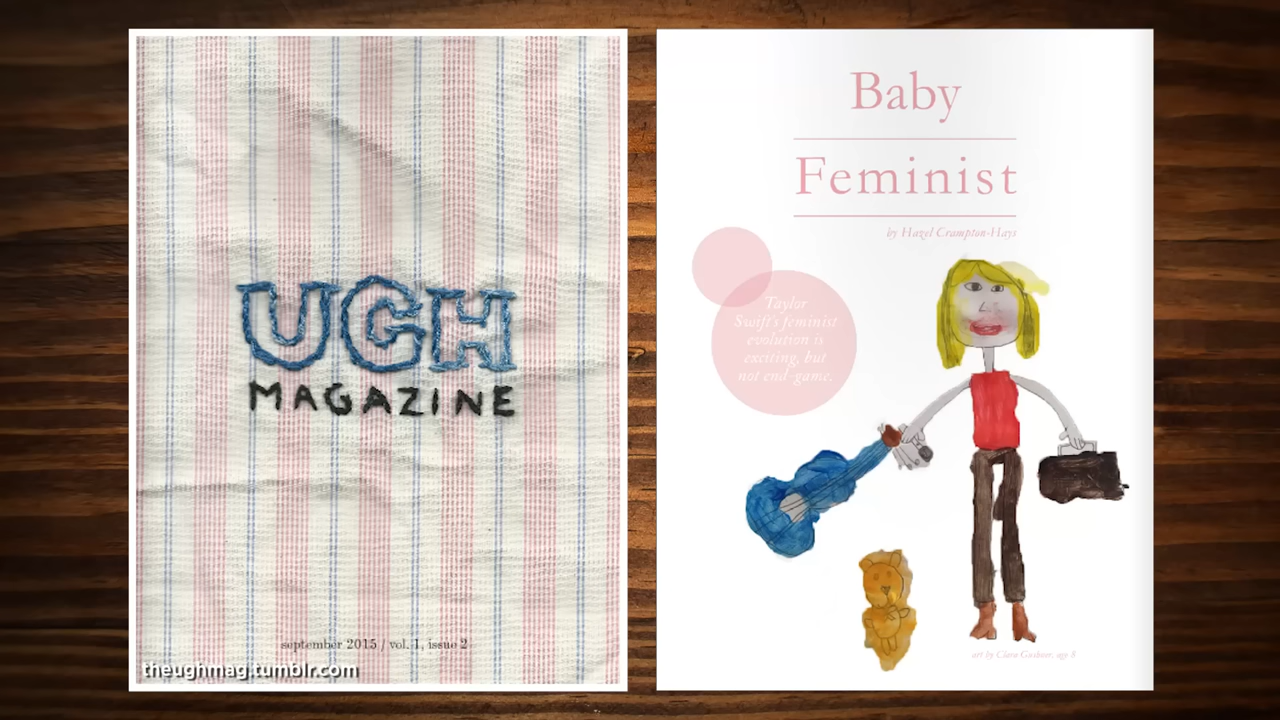 UGH
MAGAZINE
september 2015 / vol. 1, issue 2
theughmag.tumblr.com
Baby
Feminist
by Hazel Crampton-Hays
Taylor
Swift's feminist
evolution is
exciting, but
not end-game.
art by Clara
age 8